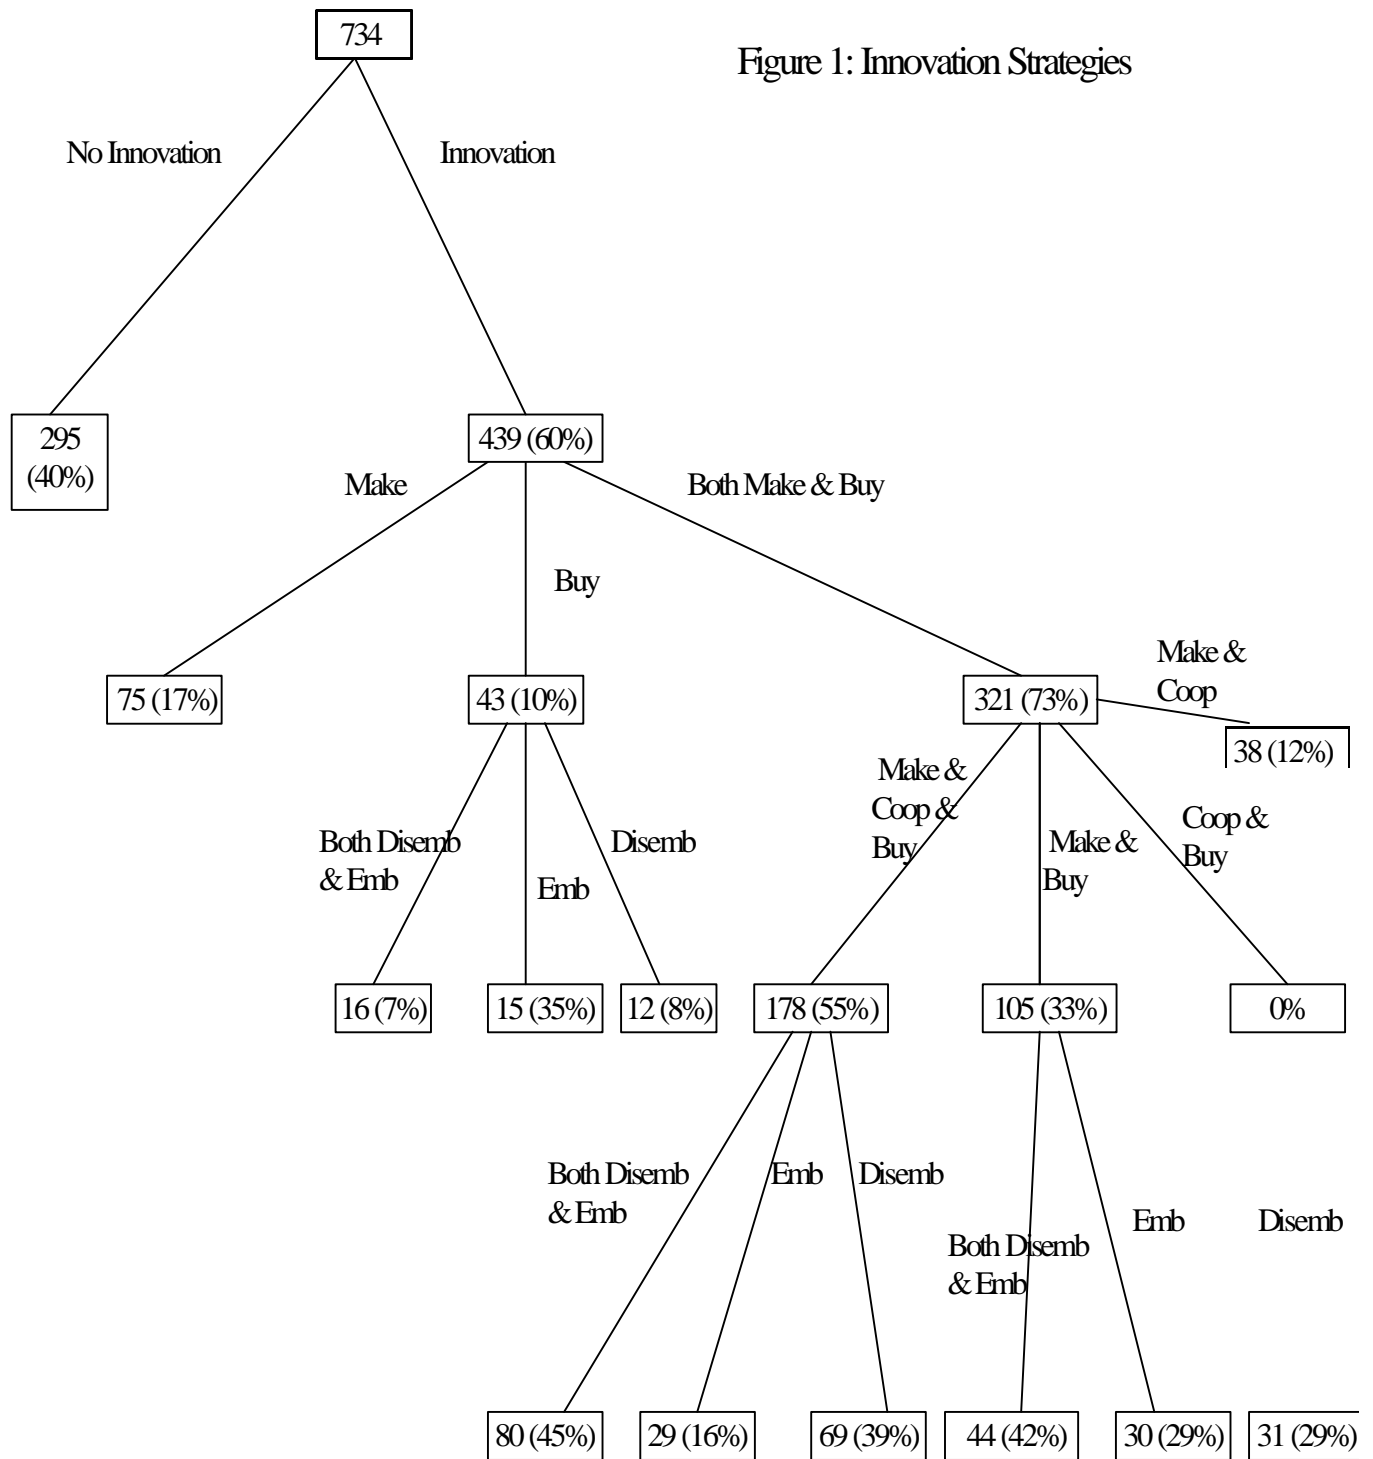 734
Figure 1: Innovation Strategies
No Innovation
Innovation
295
(40%)
439 (60%)
Make
Both Make & Buy
Buy
Make &
Coop
75 (17%)
43 (10%)
321 (73%)
38 (12%)
Make &
Coop &
Buy
Make &
Buy
Coop &
Buy
Both Disemb
& Emb
Emb
Disemb
16 (7%)
15 (35%)
12 (8%)
178 (55%)
105 (33%)
0%
Both Disemb
& Emb
Emb
Disemb
Both Disemb
& Emb
Emb
Disemb
80 (45%)
29 (16%)
69 (39%)
44 (42%)
30 (29%)
31 (29%)